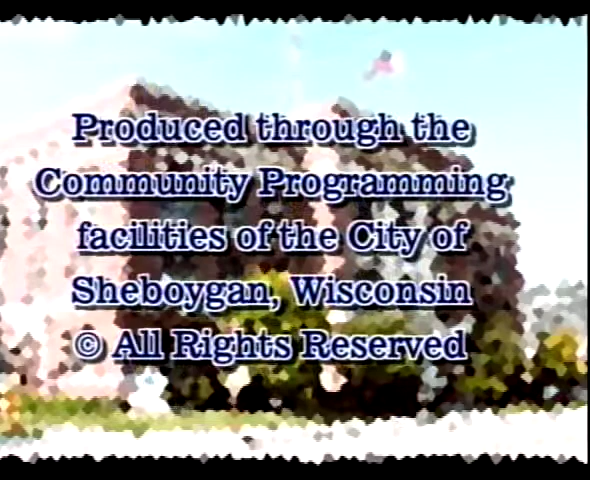 Produced through the
Community Programming
facilities of the City of
Sheboygan, Wisconsin
© All Rights Reserved